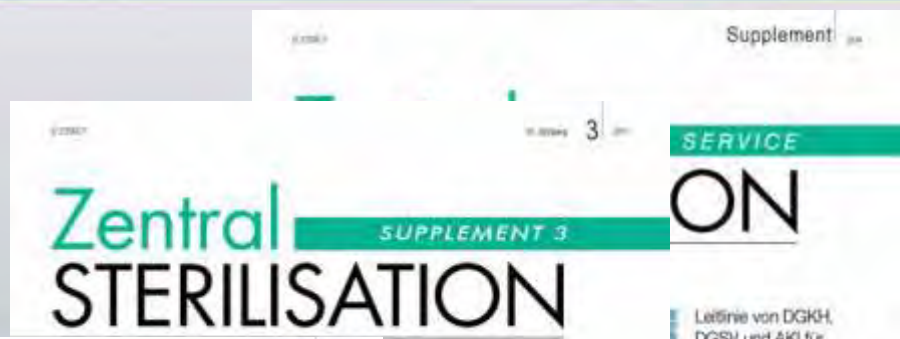 Supplement
SERVICE
ON
Leitlinie von DGKH,
DGSV und AKI für
3
Zentral
SUPPLEMENT 3
STERILISATION